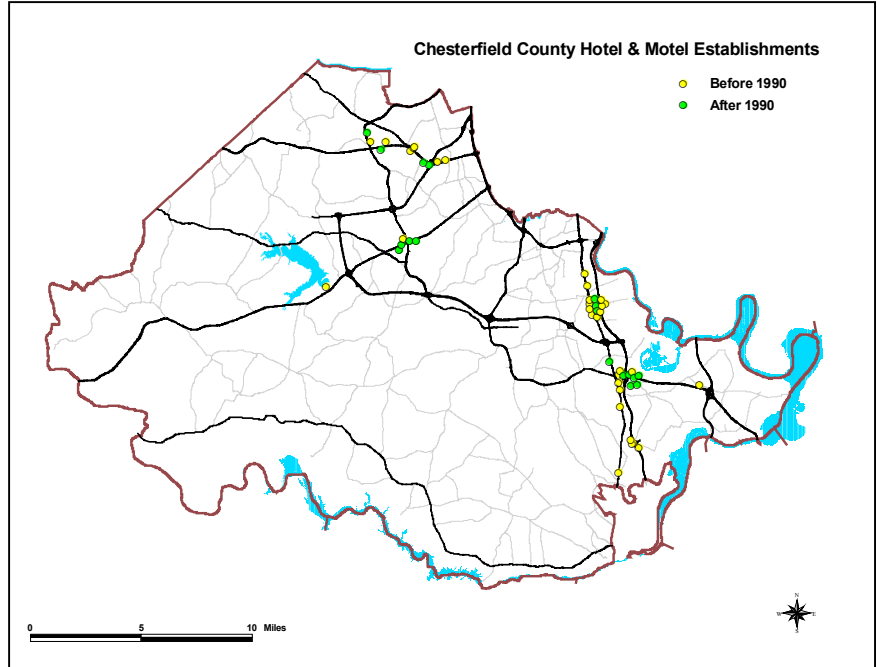 Chesterfield County Hotel & Motel Establishments
Before 1990
After 1990
0 5 10 Miles
N
W E
S